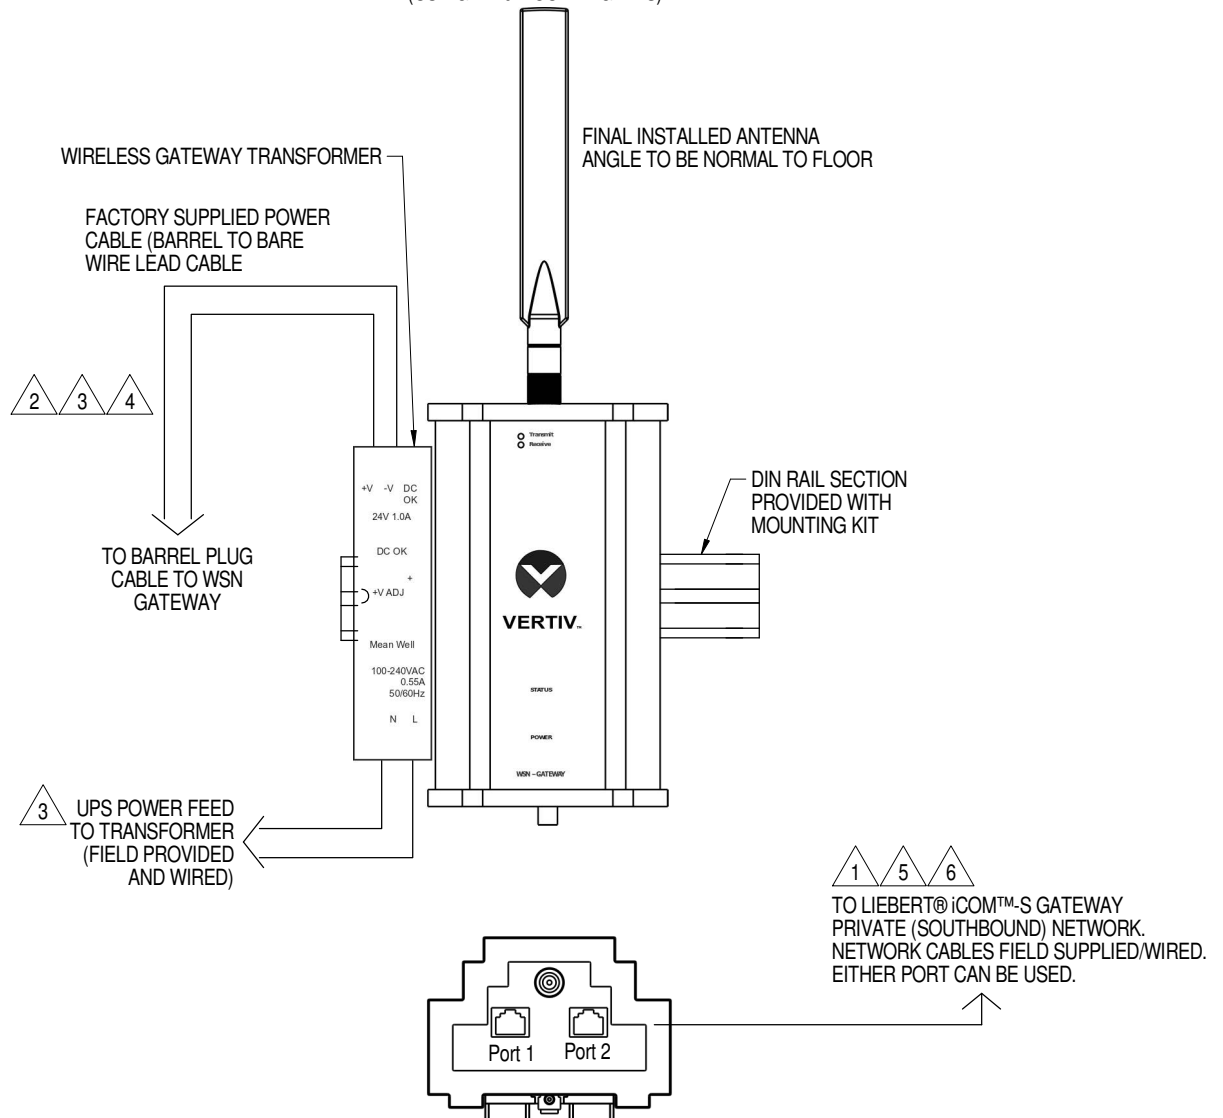 FINAL INSTALLED ANTENNA
ANGLE TO BE NORMAL TO FLOOR
WIRELESS GATEWAY TRANSFORMER
FACTORY SUPPLIED POWER
CABLE (BARREL TO BARE
WIRE LEAD CABLE
2 3 4
Transmit
Receive
+V -V DC
OK
24V 1.0A
DC OK
+
+V ADJ
Mean Well
100-240VAC
0.55A
50/60Hz
N L
DIN RAIL SECTION
PROVIDED WITH
MOUNTING KIT
TO BARREL PLUG
CABLE TO WSN
GATEWAY
VERTIV™
STATUS
POWER
WSN - GATEWAY
3
UPS POWER FEED
TO TRANSFORMER
(FIELD PROVIDED
AND WIRED)
1 5 6
TO LIEBERT® iCOM™-S GATEWAY
PRIVATE (SOUTHBOUND) NETWORK.
NETWORK CABLES FIELD SUPPLIED/WIRED.
EITHER PORT CAN BE USED.
Port 1 Port 2